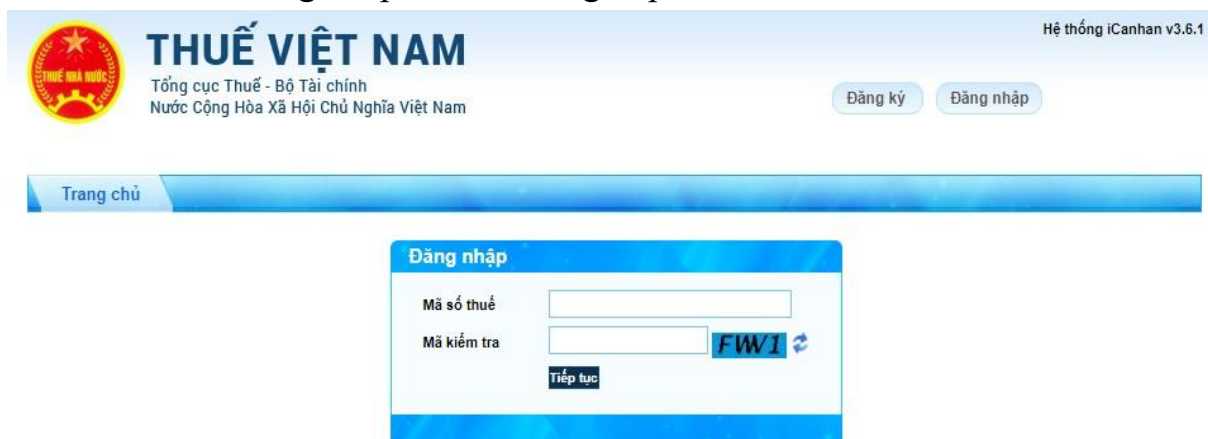 Hệ thống iCanhan v3.6.1
THUẾ NHÀ NƯỚC
THUẾ VIỆT NAM
Tổng cục Thuế - Bộ Tài chính
Nước Cộng Hòa Xã Hội Chủ Nghĩa Việt Nam
Đăng ký Đăng nhập
Trang chủ
Đăng nhập
Mã số thuế
Mã kiểm tra
Tiếp tục